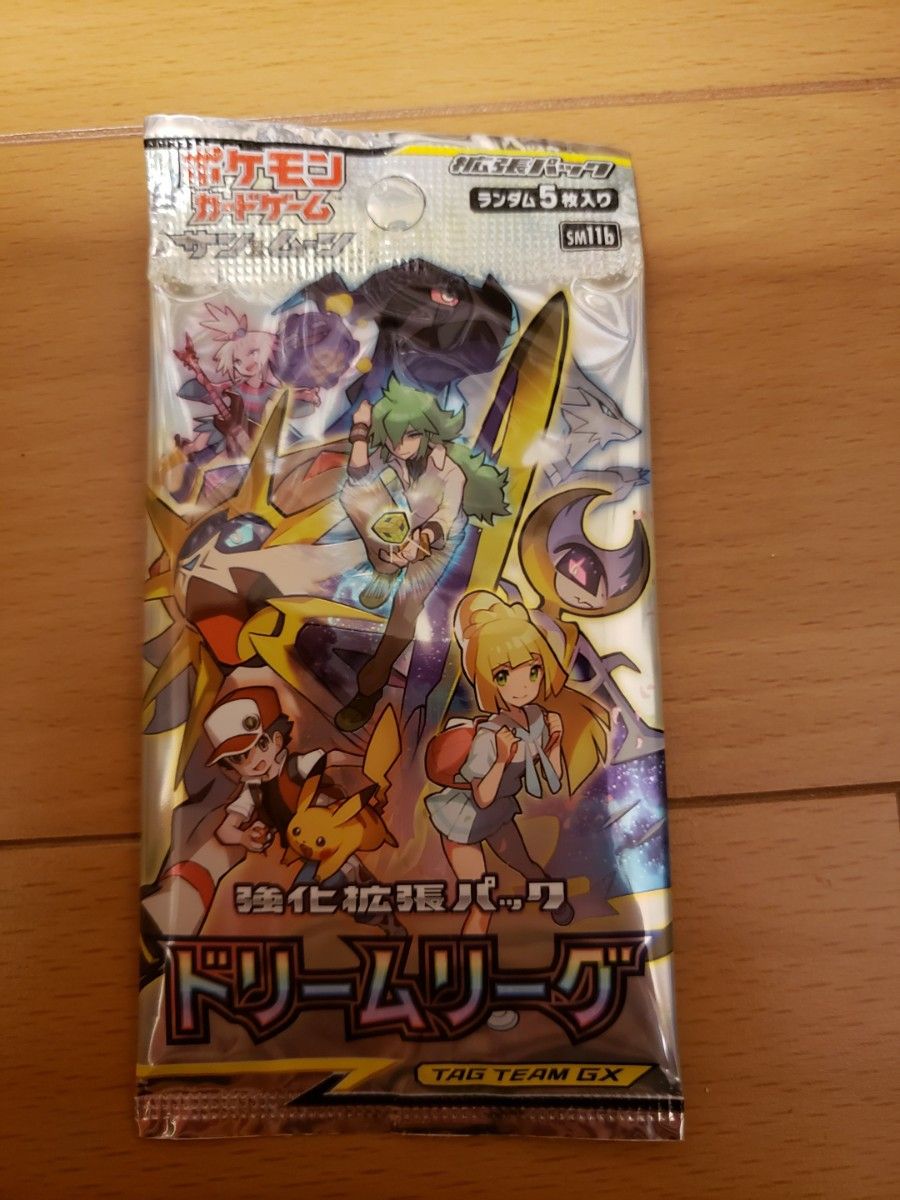 ポケモン
カードゲーム
サン&ムーン
拡張パック
ランダム5枚入り
SM11b
強化拡張パック
ドリームリーグ
TAG TEAM GX